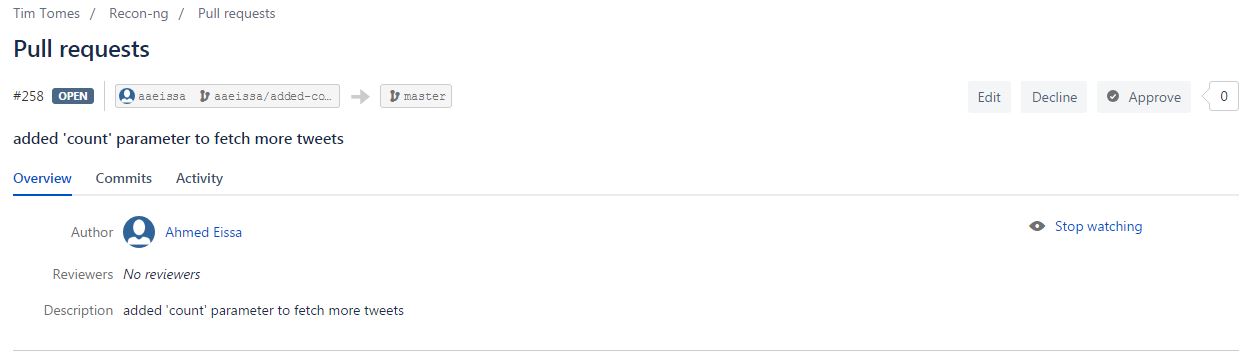 Tim Tomes / Recon-ng / Pull requests
Pull requests
#258 OPEN aaeissa aaeissa/added-co... master Edit Decline Approve 0
added 'count' parameter to fetch more tweets
Overview Commits Activity
Author Ahmed Eissa Stop watching
Reviewers No reviewers
Description added 'count' parameter to fetch more tweets